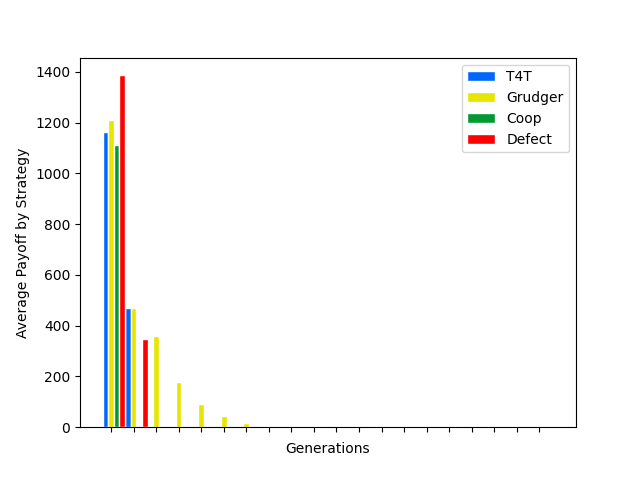 1400
1200
1000
800
600
400
200
0
Average Payoff by Strategy
Generations
T4T
Grudger
Coop
Defect